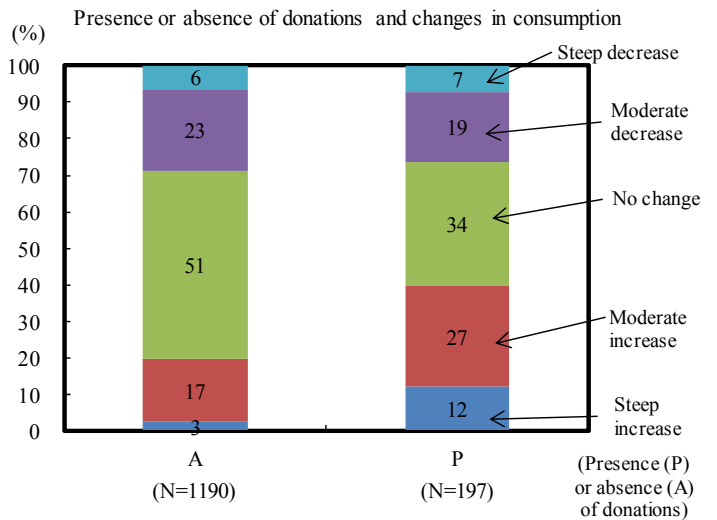 Presence or absence of donations and changes in consumption
(%)
Steep decrease
100
90
80
70
60
50
40
30
20
10
0
6
23
51
17
3
7
19
34
27
12
Moderate
decrease
No change
Moderate
increase
Steep
increase
A
(N=1190)
P
(N=197)
(Presence (P)
or absence (A)
of donations)